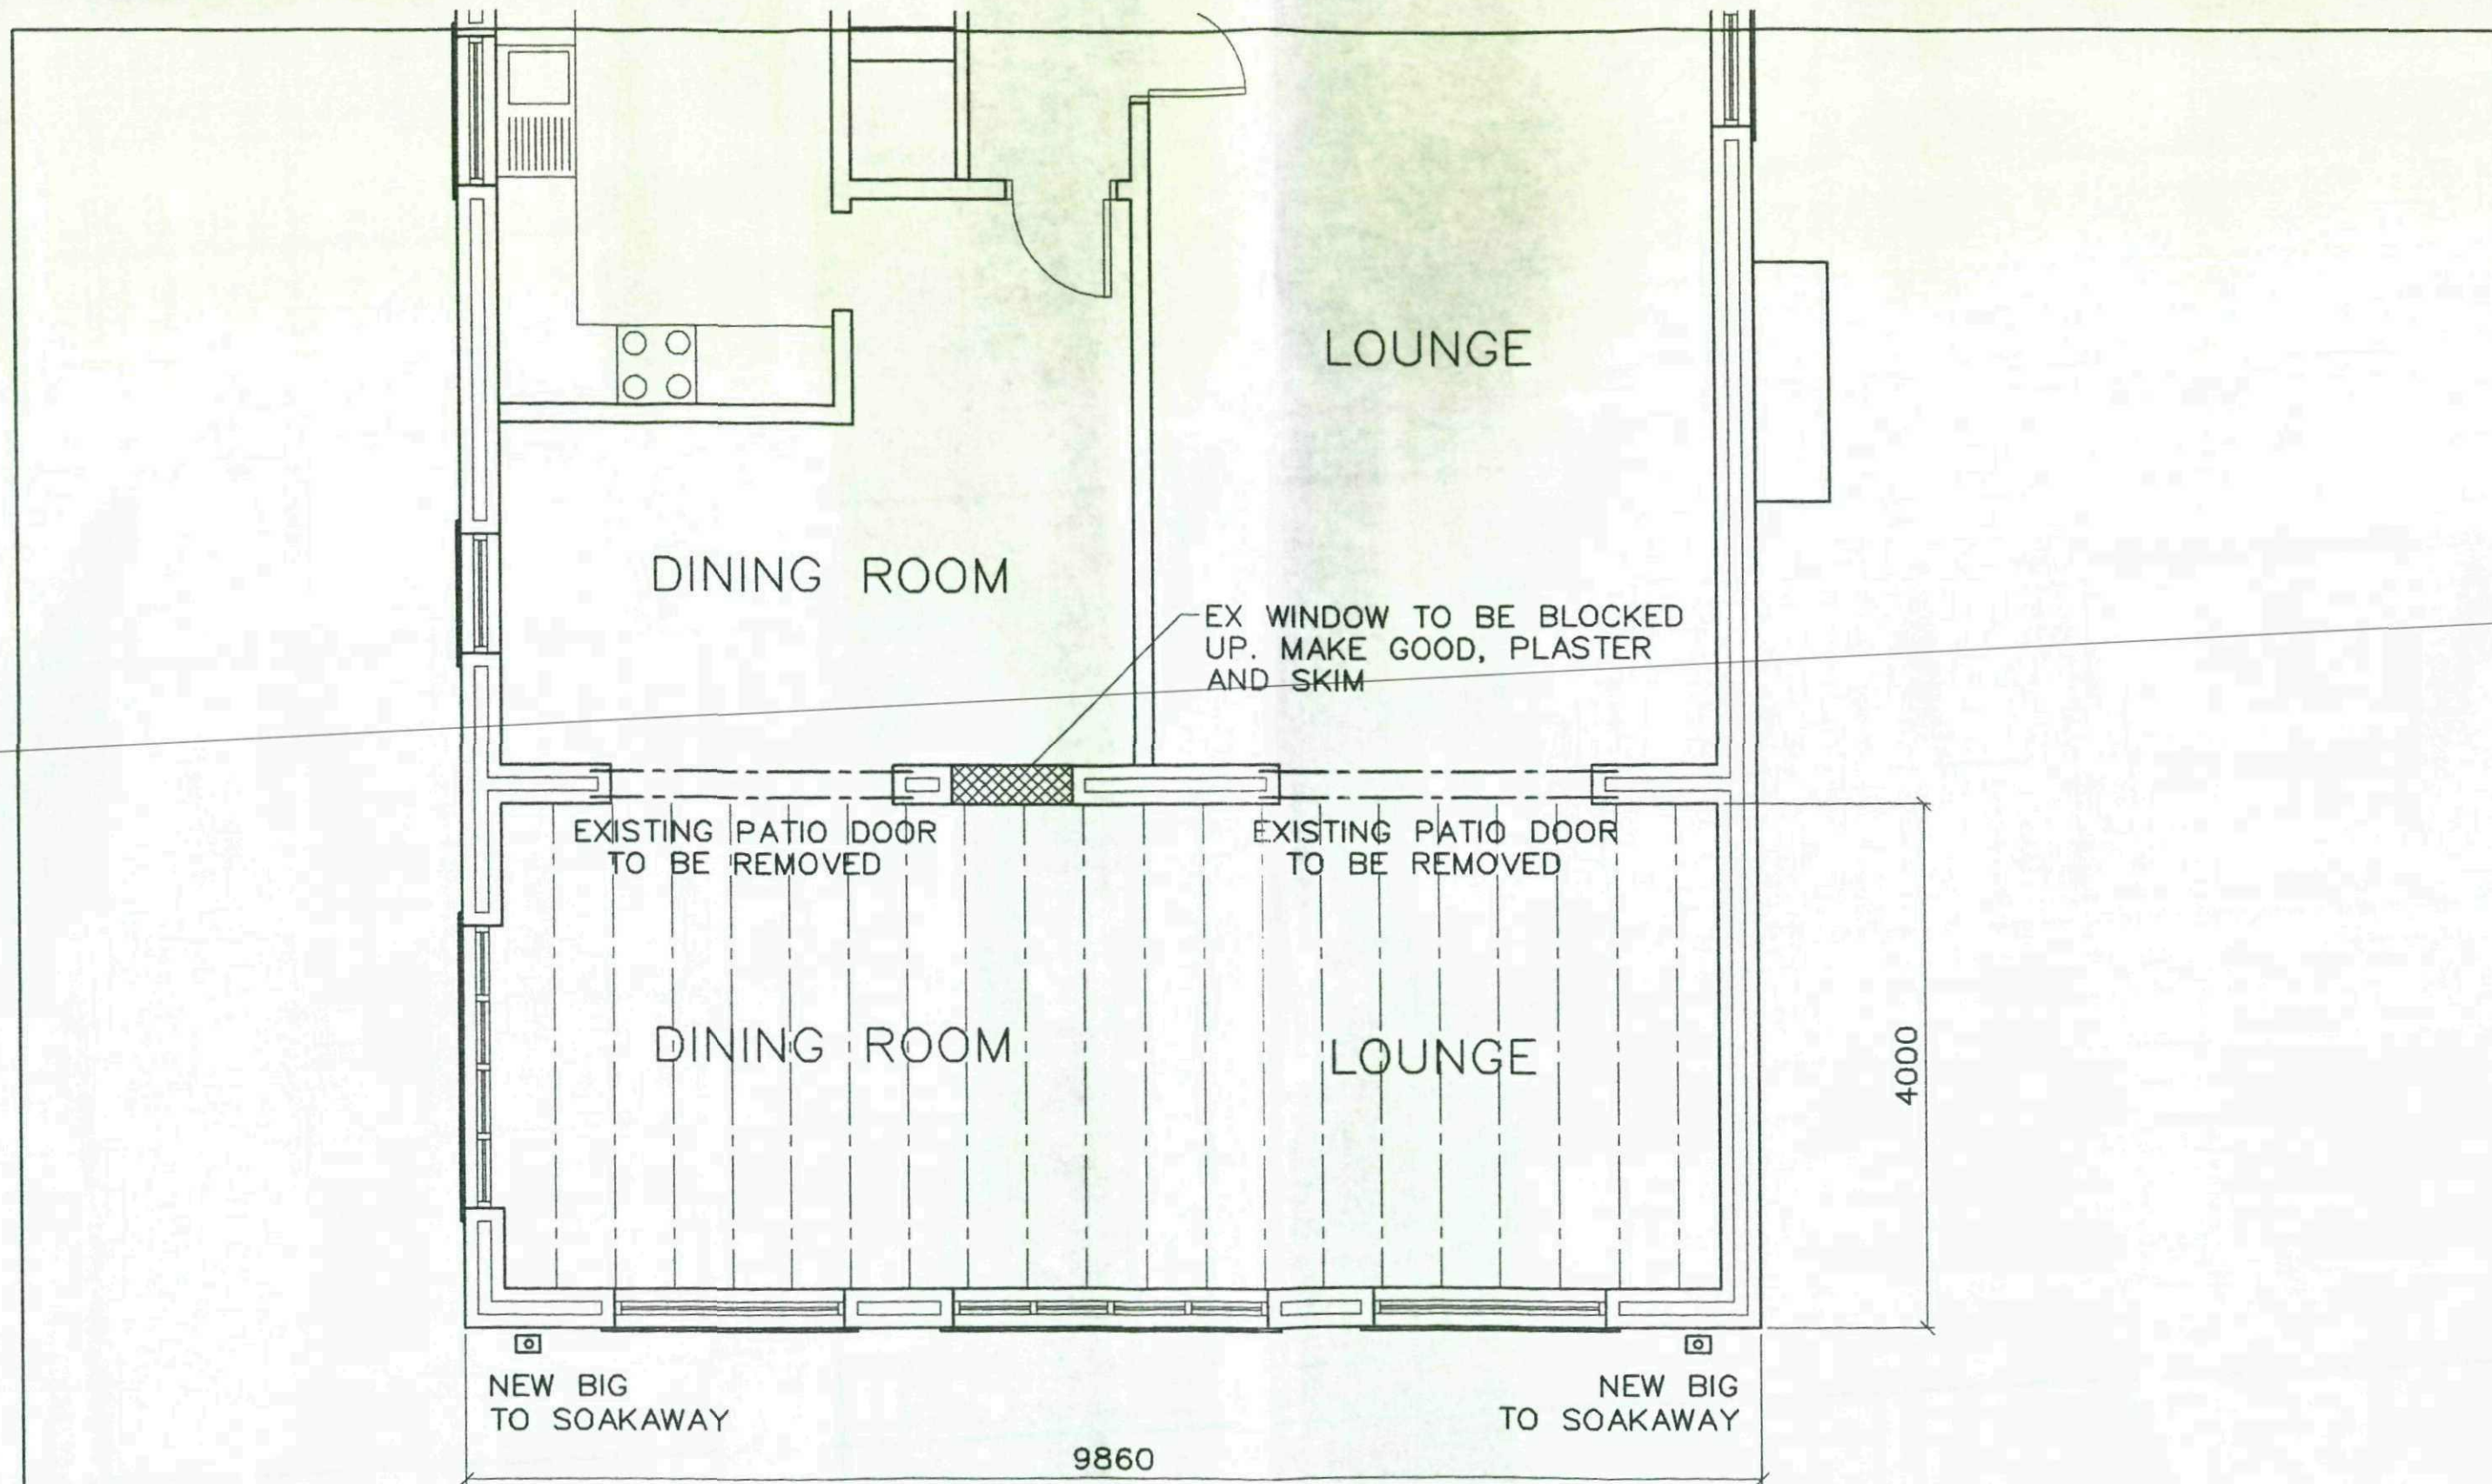 LOUNGE
DINING ROOM
EX WINDOW TO BE BLOCKED
UP. MAKE GOOD, PLASTER
AND SKIM
EXISTING PATIO DOOR
TO BE REMOVED
EXISTING PATIO DOOR
TO BE REMOVED
DINING ROOM
LOUNGE
4000
NEW BIG
TO SOAKAWAY
NEW BIG
TO SOAKAWAY
9860